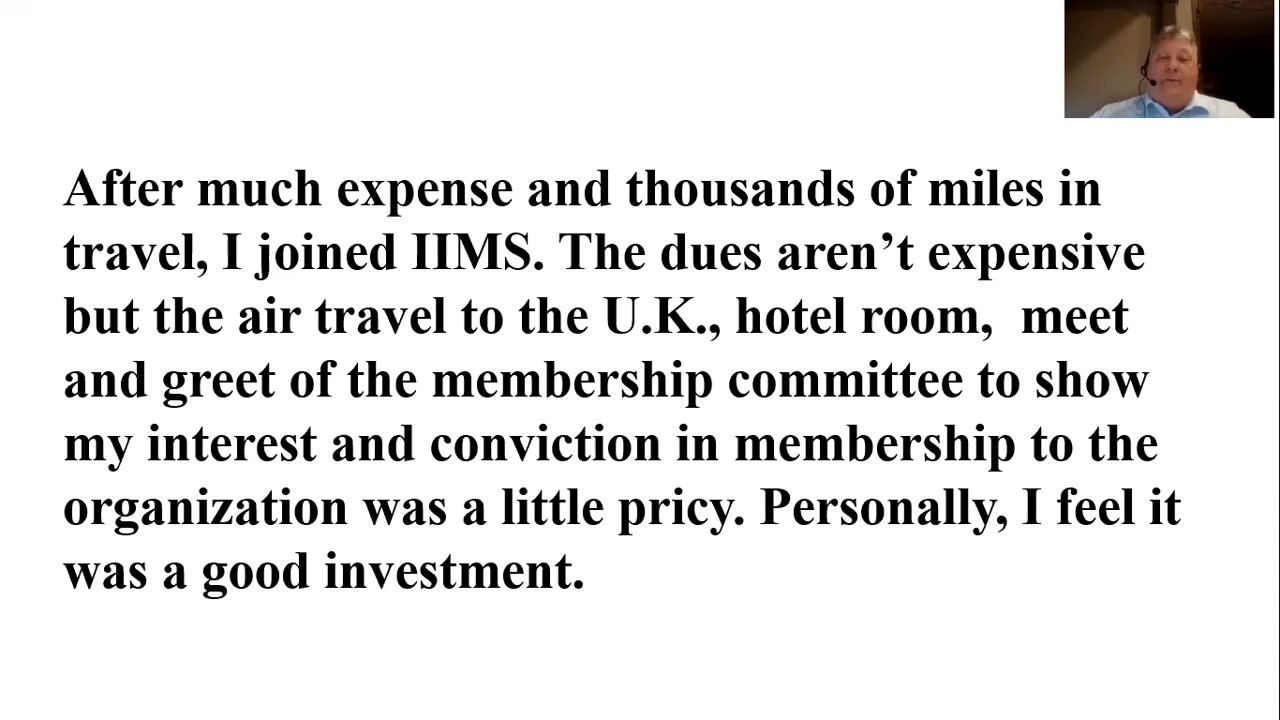 After much expense and thousands of miles in
travel, I joined IIMS. The dues aren’t expensive
but the air travel to the U.K., hotel room,  meet
and greet of the membership committee to show
my interest and conviction in membership to the
organization was a little pricy. Personally, I feel it
was a good investment.